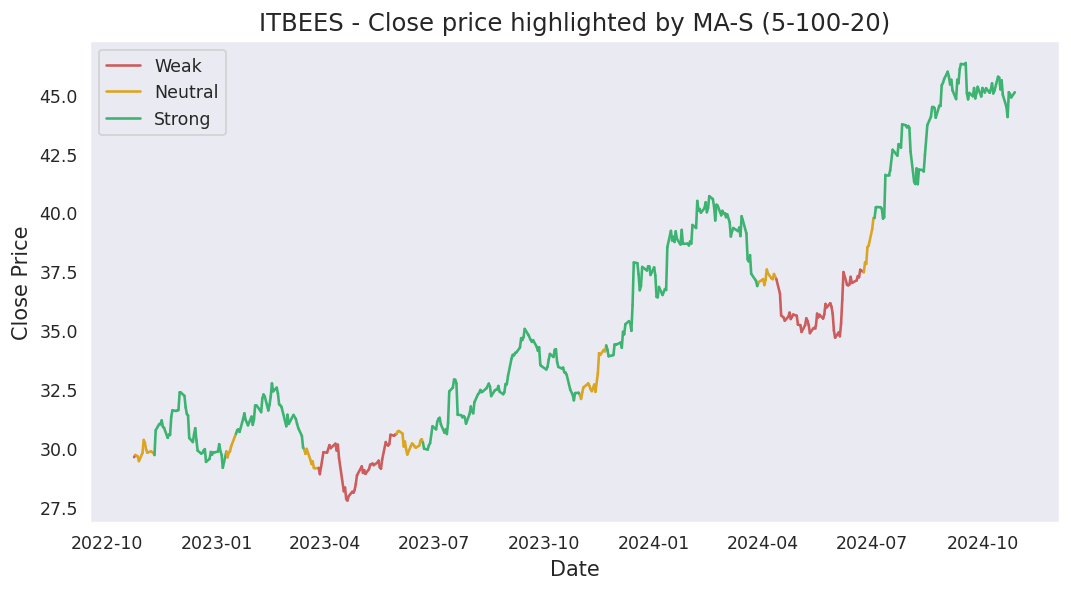 ITBEES - Close price highlighted by MA-S (5-100-20)
Weak
Neutral
Strong
Close Price
45.0
42.5
40.0
37.5
35.0
32.5
30.0
27.5
2022-10 2023-01 2023-04 2023-07 2023-10 2024-01 2024-04 2024-07 2024-10
Date